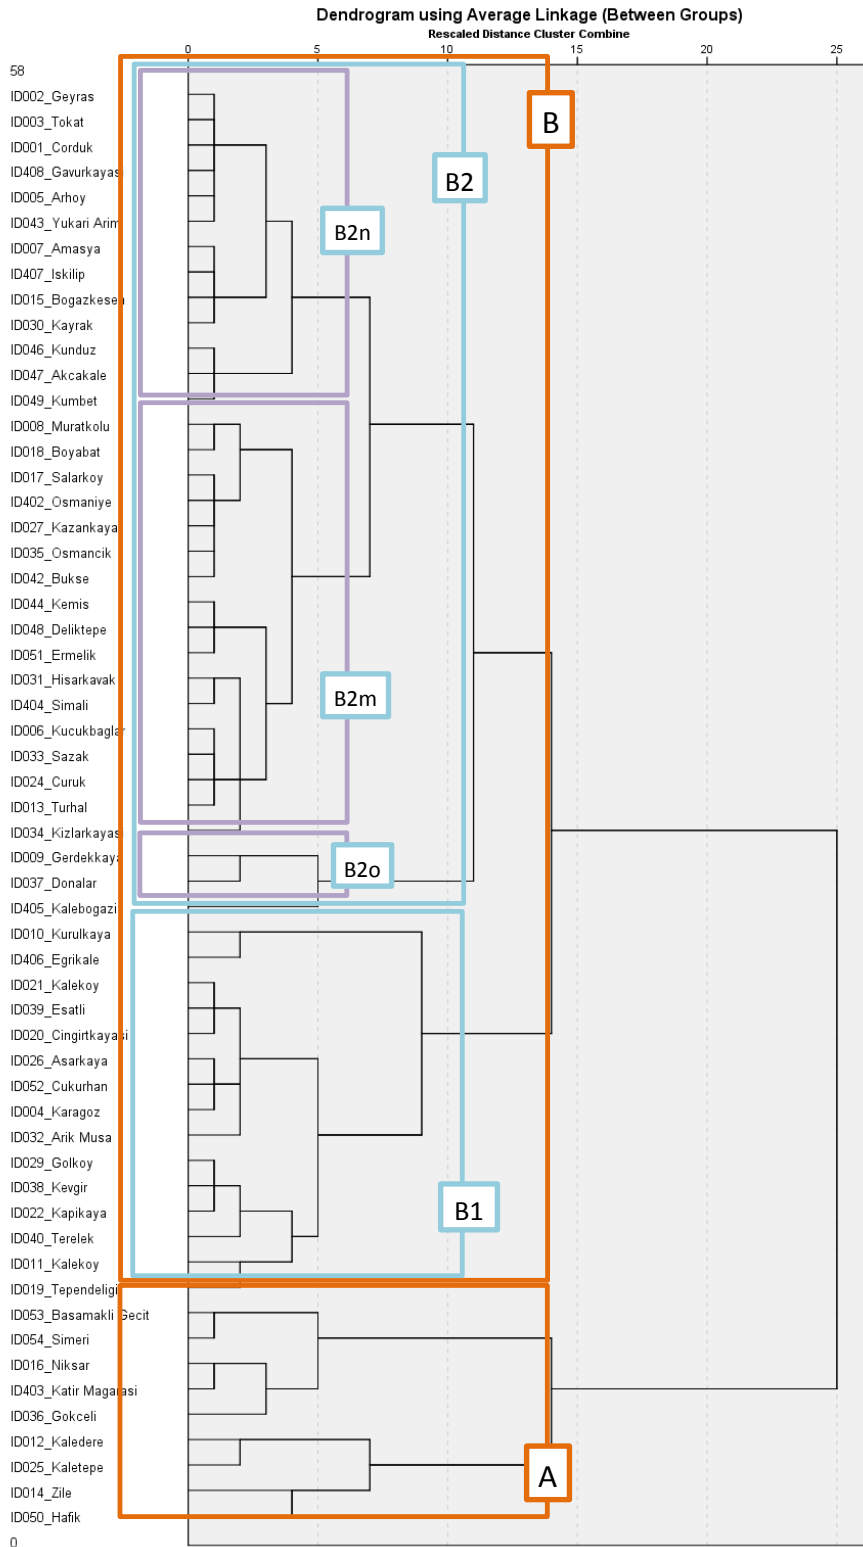 Dendrogram using Average Linkage (Between Groups)
Rescaled Distance Cluster Combine
0 5 10 15 20 25
58
ID002_Geyras
ID003_Tokat
ID001_Corduk
ID408_Gavurkayas
ID005_Arhoy
ID043_Yukari Arim
ID007_Amasya
ID407_Iskilip
ID015_Bogazkesen
ID030_Kayrak
ID046_Kunduz
ID047_Akcakale
ID049_Kumbet
ID008_Muratkolu
ID018_Boyabat
ID017_Salarkoy
ID402_Osmaniye
ID027_Kazankaya
ID035_Osmancik
ID042_Bukse
ID044_Kemis
ID048_Deliktepe
ID051_Ermelik
ID031_Hisarkavak
ID404_Simali
ID006_Kucukbaglar
ID033_Sazak
ID024_Curuk
ID013_Turhal
ID034_Kizlarkayas
ID009_Gerdekkaya
ID037_Donalar
ID405_Kalebogazi
ID010_Kurulkaya
ID406_Egrikale
ID021_Kalekoy
ID039_Esatli
ID020_Cingirtkayasi
ID026_Asarkaya
ID052_Cukurhan
ID004_Karagoz
ID032_Arik Musa
ID029_Golkoy
ID038_Kevgir
ID022_Kapikaya
ID040_Terelek
ID011_Kalekoy
ID019_Tependeligi
ID053_Basamakli Gecit
ID054_Simeri
ID016_Niksar
ID403_Katir Magarasi
ID036_Gokceli
ID012_Kaledere
ID025_Kaletepe
ID014_Zile
ID050_Hafik
0
B
B2
B2n
B2m
B2o
B1
A